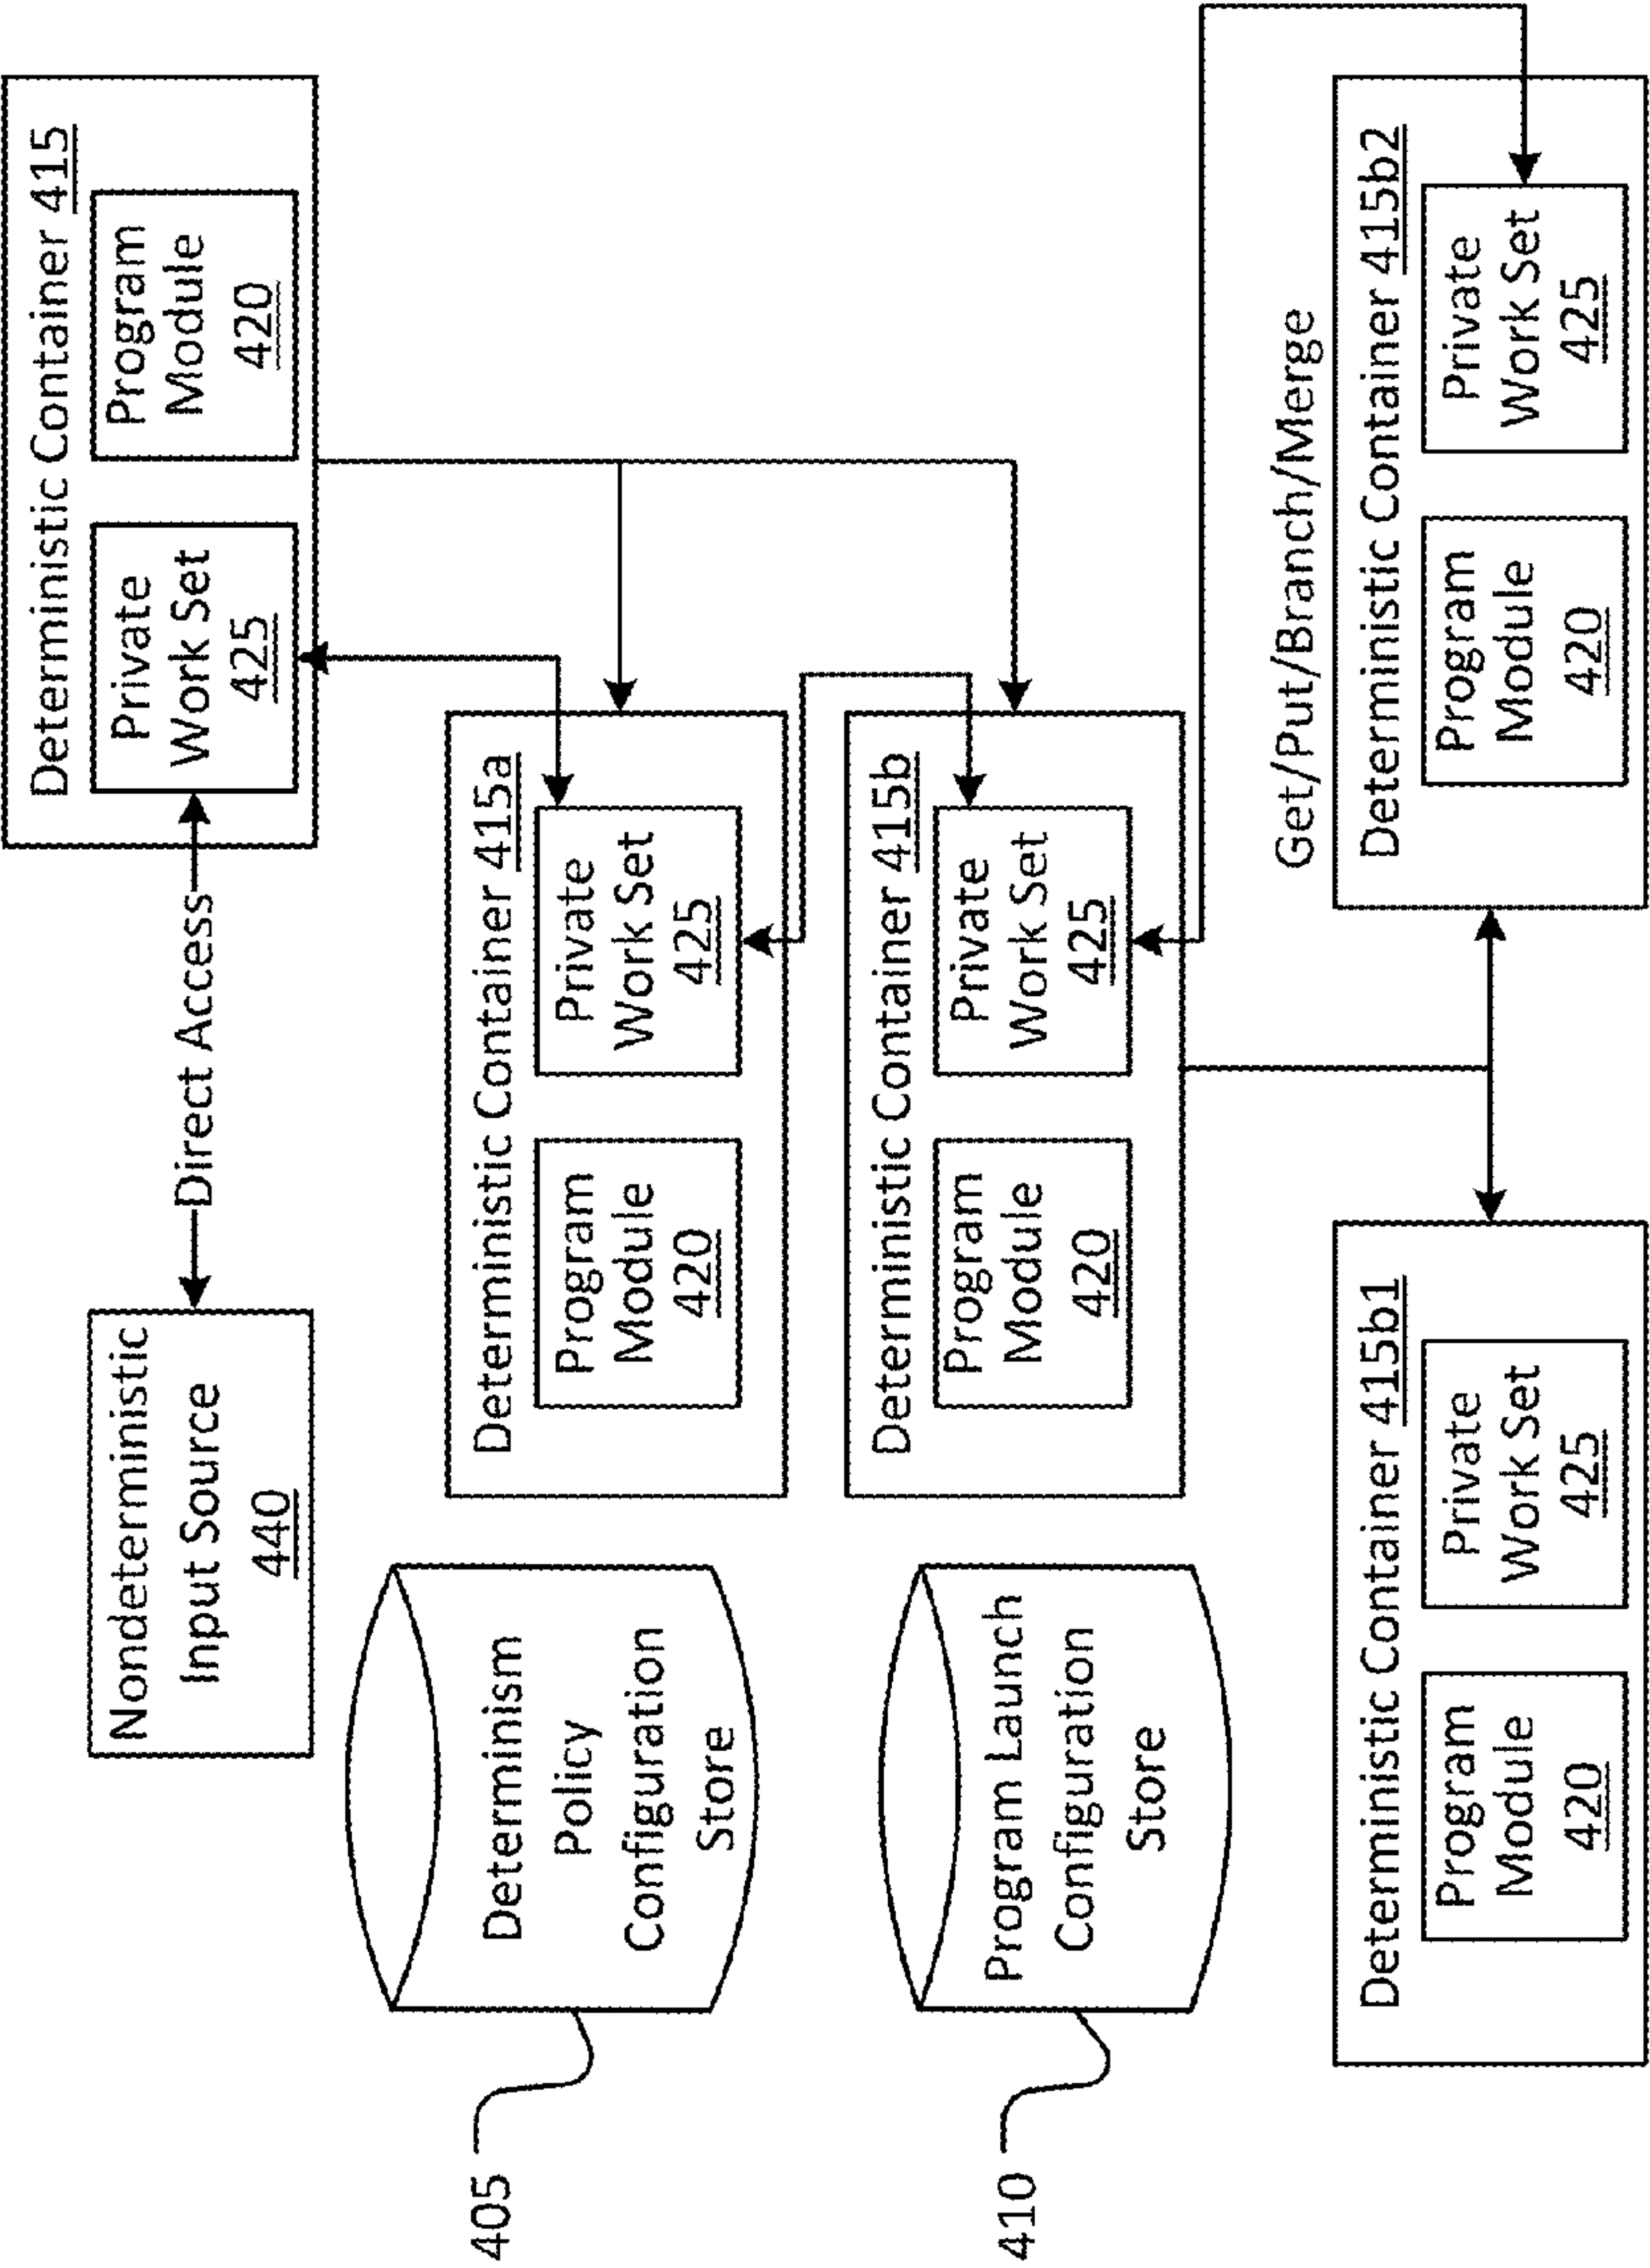 Nondeterministic
Input Source
440
Direct Access
Deterministic Container 415
Private
Work Set
425
Program
Module
420
405
Determinism
Policy
Configuration
Store
Deterministic Container 415a
Program
Module
420
Private
Work Set
425
410
Program Launch
Configuration
Store
Deterministic Container 415b
Program
Module
420
Private
Work Set
425
Get/Put/Branch/Merge
Deterministic Container 415b1
Program
Module
420
Private
Work Set
425
Deterministic Container 415b2
Program
Module
420
Private
Work Set
425